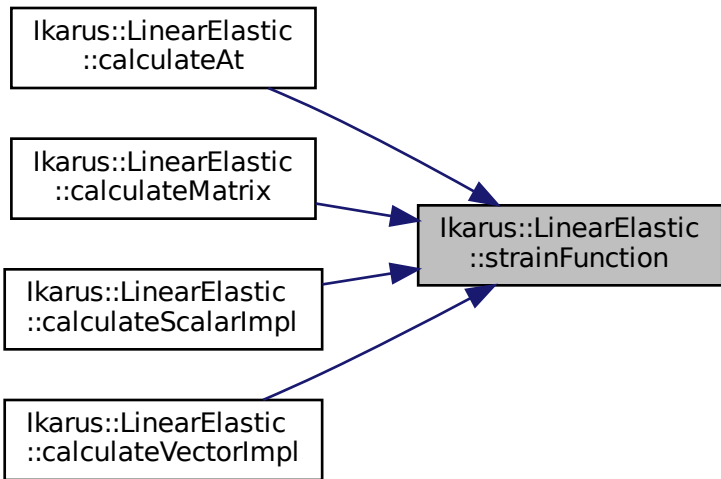 Ikarus::LinearElastic
::calculateAt
Ikarus::LinearElastic
::calculateMatrix
Ikarus::LinearElastic
::strainFunction
Ikarus::LinearElastic
::calculateScalarImpl
Ikarus::LinearElastic
::calculateVectorImpl